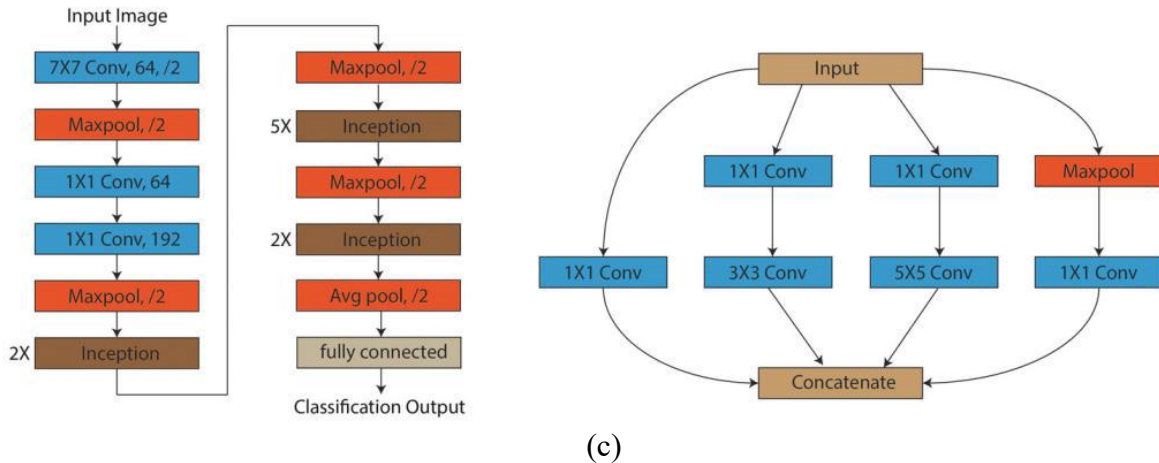 Input Image
7X7 Conv, 64, /2
Maxpool, /2
1X1 Conv, 64
1X1 Conv, 192
Maxpool, /2
2X
Inception
Maxpool, /2
5X
Inception
Maxpool, /2
2X
Inception
Avg pool, /2
fully connected
Classification Output
Input
1X1 Conv
1X1 Conv
Maxpool
1X1 Conv
3X3 Conv
5X5 Conv
1X1 Conv
Concatenate
(c)